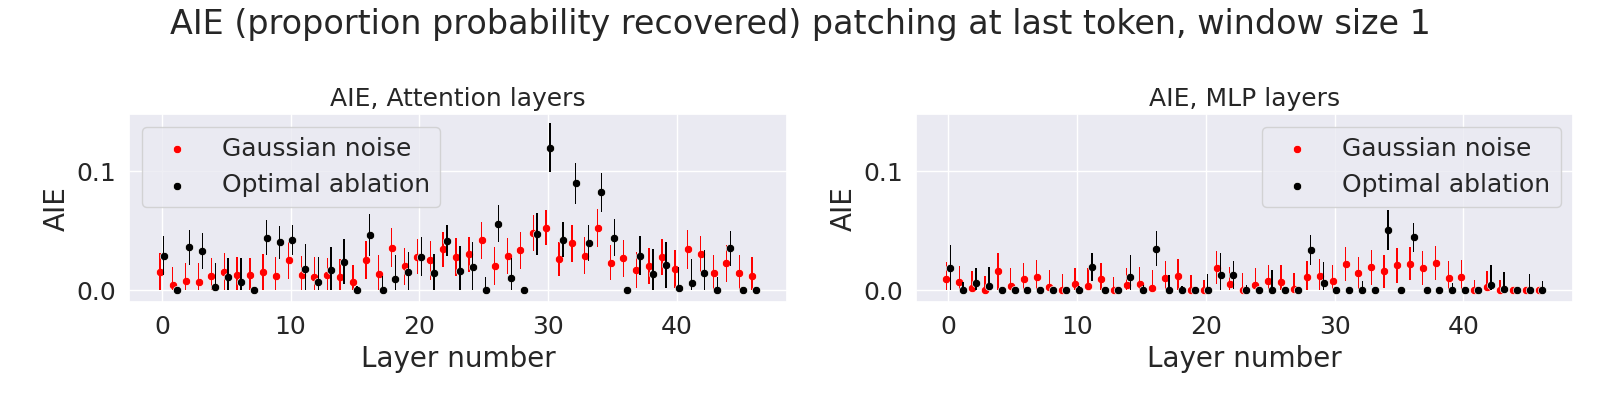 AIE (proportion probability recovered) patching at last token, window size 1
AIE, Attention layers
Gaussian noise
Optimal ablation
0.1
0.0
AIE
0 10 20 30 40
Layer number
AIE, MLP layers
Gaussian noise
Optimal ablation
0.1
0.0
AIE
0 10 20 30 40
Layer number